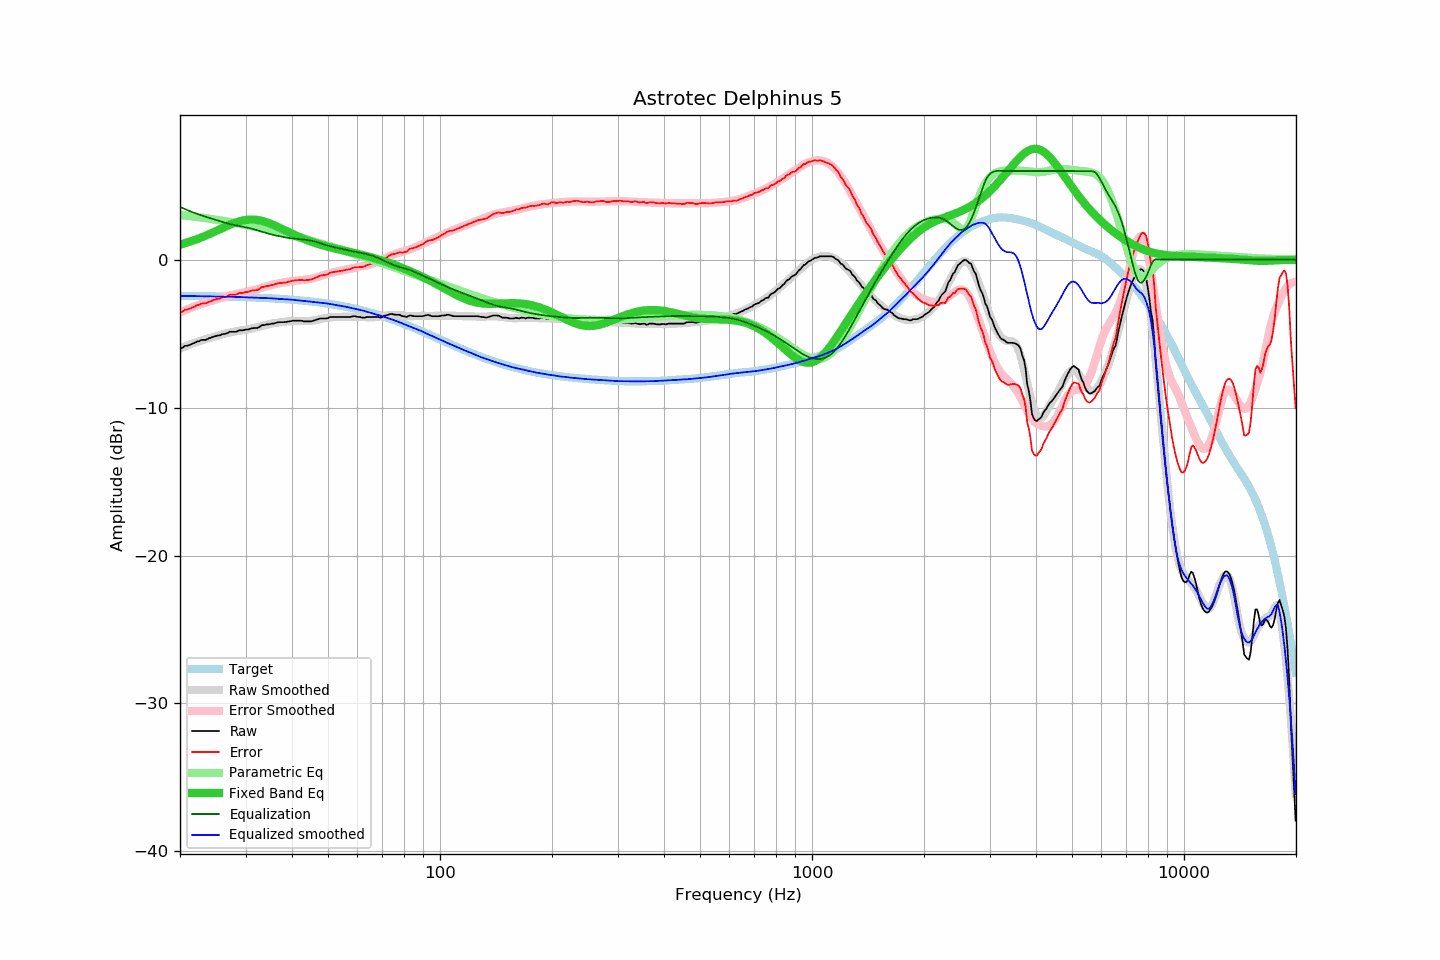 Astrotec Delphinus 5
Amplitude (dBr)
0
−10
−20
−30
−40
Target
Raw Smoothed
Error Smoothed
Raw
Error
Parametric Eq
Fixed Band Eq
Equalization
Equalized smoothed
100
1000
10000
Frequency (Hz)